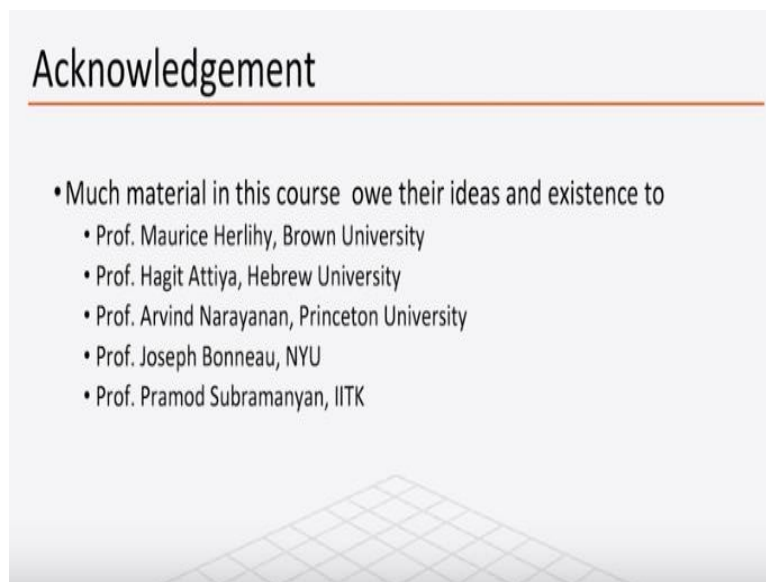 Acknowledgement
• Much material in this course owe their ideas and existence to
• Prof. Maurice Herlihy, Brown University
• Prof. Hagit Attiya, Hebrew University
• Prof. Arvind Narayanan, Princeton University
• Prof. Joseph Bonneau, NYU
• Prof. Pramod Subramanyan, IITK